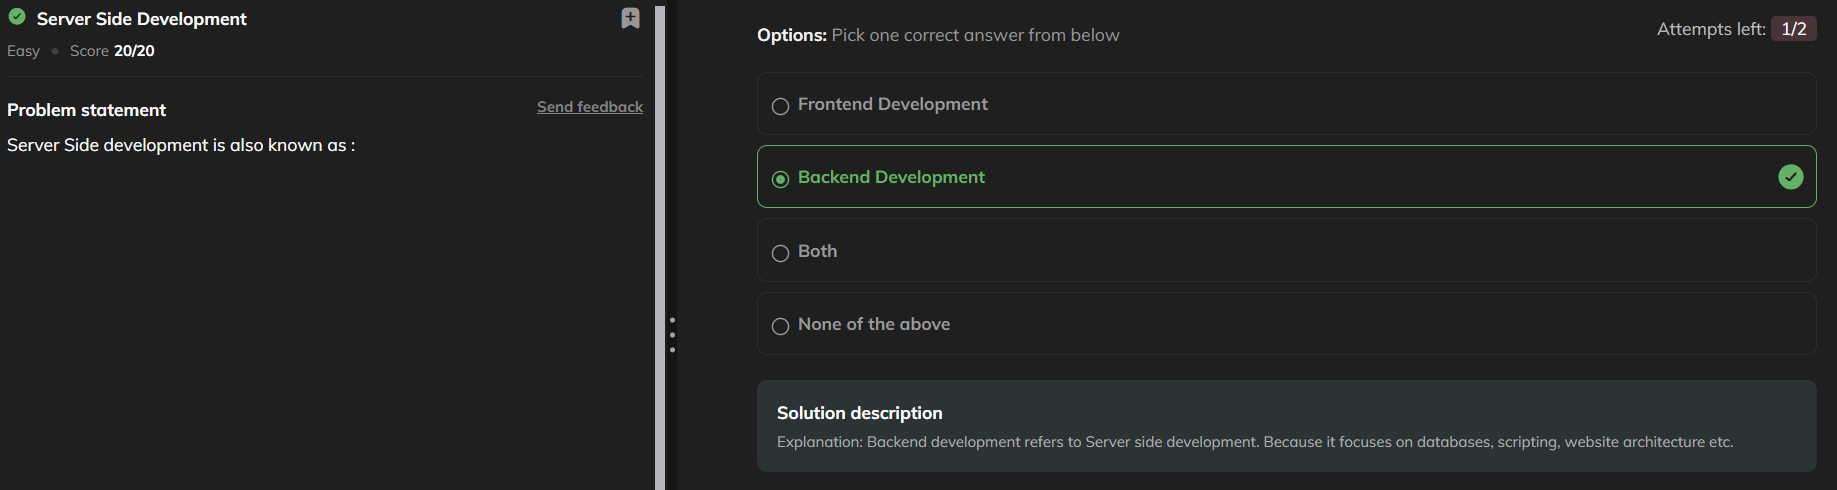 Server Side Development
Easy • Score 20/20
Problem statement
Send feedback
Server Side development is also known as :
Options: Pick one correct answer from below
Attempts left: 1/2
Frontend Development
Backend Development
Both
None of the above
Solution description
Explanation: Backend development refers to Server side development. Because it focuses on databases, scripting, website architecture etc.